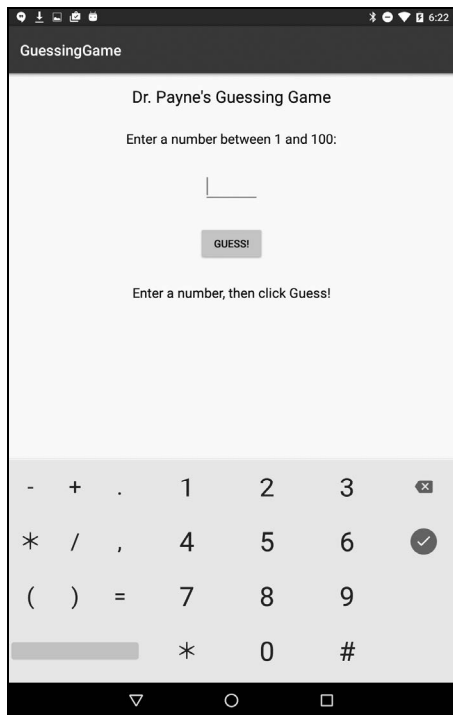 6:22
GuessingGame
Dr. Payne's Guessing Game
Enter a number between 1 and 100:
GUESS!
Enter a number, then click Guess!
- + . 1 2 3
* / , 4 5 6
( ) = 7 8 9
* 0 #